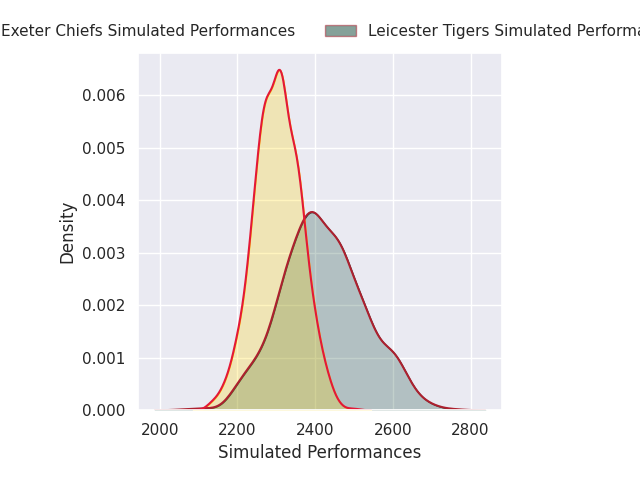 Exeter Chiefs Simulated Performances
Leicester Tigers Simulated
0.006
0.005
0.004
0.003
0.002
0.001
0.000
Density
2000 2200 2400 2600 2800
Simulated Performances